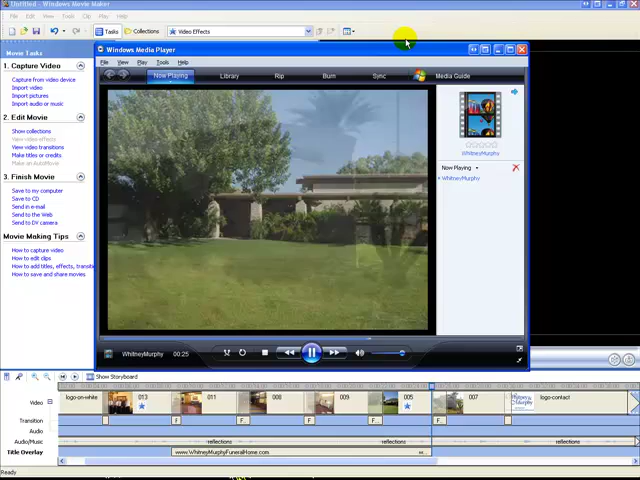 Untitled - Windows Movie Maker
File Edit View Tools Clip Play Help
Tasks Collections Video Effects
Movie Tasks
1. Capture Video
Capture from video device
Import video
Import pictures
Import audio or music
2. Edit Movie
Show collections
View video effects
View video transitions
Make titles or credits
Make an AutoMovie
3. Finish Movie
Save to my computer
Save to CD
Send in e-mail
Send to the Web
Send to DV camera
Movie Making Tips
How to capture video
How to edit clips
How to add titles, effects, transiti
How to save and share movies
Windows Media Player
File View Play Tools Help
Now Playing Library Rip Burn Sync Media Guide
WhitneyMurphy
Now Playing
WhitneyMurphy
WhitneyMurphy 00:25
Show Storyboard
Video logo-on-white 013 011 008 009 005 007 logo-contact
Transition
Audio
Audio/Music reflections reflections reflections
Title Overlay www.WhitneyMurphyFuneralHome.com
Ready